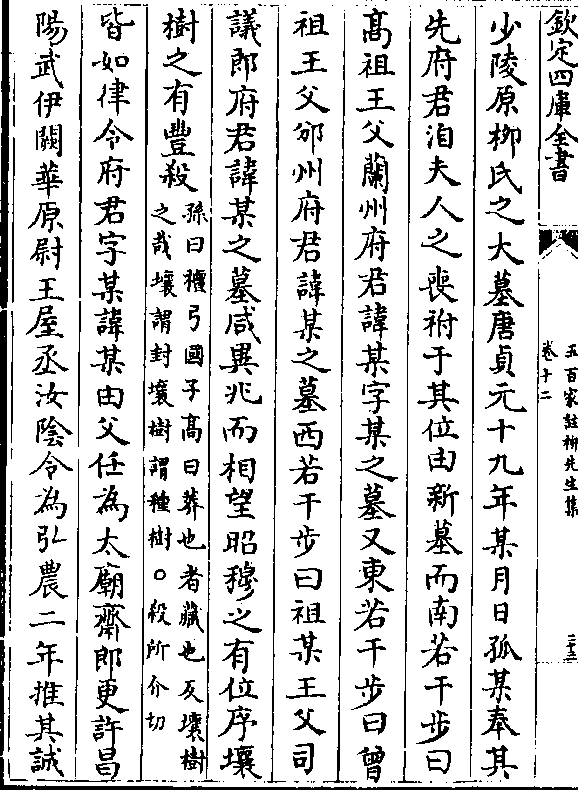 欽定四庫全書
五百家註柳先生集
卷十二
三十三
少陵原栁氏之大墓唐貞元十九年某月日孤某奉其
先府君洎夫人之喪祔于其位由新墓而南若干步曰
髙祖王父蘭州府君諱某字某之墓又東若干步曰曾
祖王父邠州府君諱某之墓西若干步曰祖某王父司
議郎府君諱某之墓咸異兆而相望昭穆之有位序壤
樹之有豐殺
孫曰檀弓國子髙曰葬也者藏也反壤樹
之哉壤謂封壤樹謂種樹○殺所介切
皆如律令府君字某諱某由父任為太廟齋郎更許昌
陽武伊闕華原尉王屋丞汝隂令為弘農二年推其誠